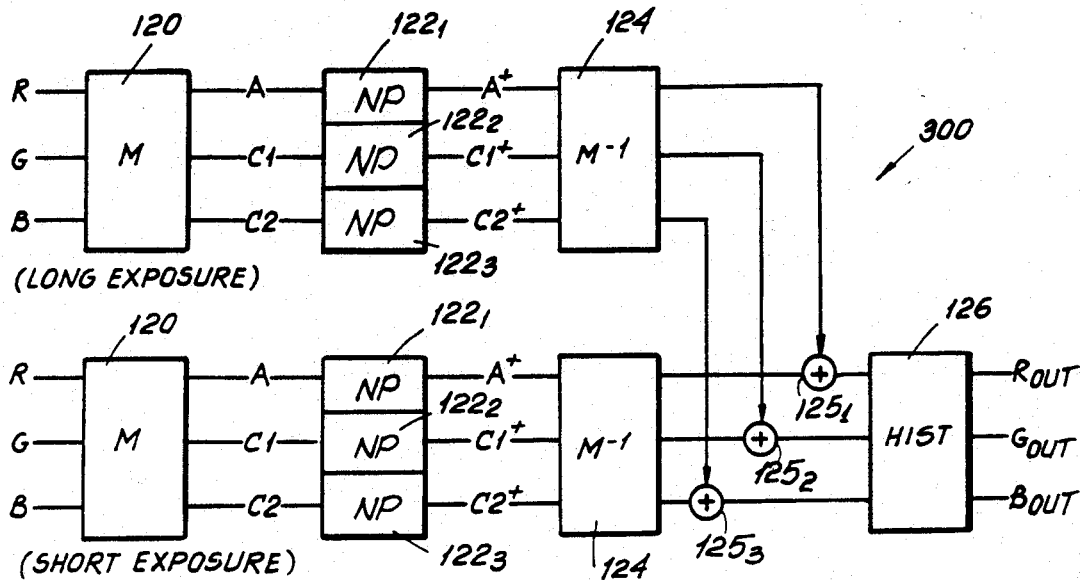 120 122₁ 124
R A NP A⁺
122₂
300
G M C1 NP C1⁺ M⁻¹
B C2 NP C2⁺
122₃
(LONG EXPOSURE)
120 122₁ 126
R A NP A⁺ + R_OUT
122₂ 125₁
G M C1 NP C1⁺ M⁻¹ + HIST G_OUT
125₂
B C2 NP C2⁺ + B_OUT
122₃ 124 125₃
(SHORT EXPOSURE)